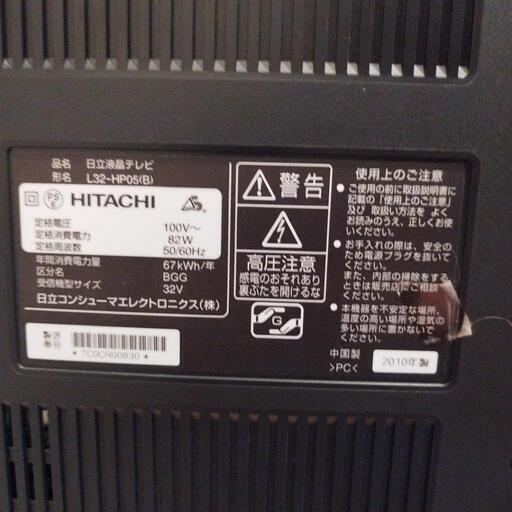 品名 日立液晶テレビ
形名 L32-HP05(B)
PS
E
HITACHI
定格電圧 100V～
定格消費電力 82W
定格周波数 50/60Hz
年間消費電力量 67kWh/年
区分名 BGG
受信機型サイズ 32V
日立コンシューマエレクトロニクス(株)
製造
番号
* TC0CR00830 *
警告
高圧注意
感電のおそれあり
裏ぶたを開けるな
使用上のご注意
● ご使用の前に取扱説明書に
記載の「使用上のご注意」
及び、取扱い方法を よく
お読みのうえ、正しくお使
いください。
● お手入れの際は、安全のた
め電源プラグを抜いてくだ
さい。
また、内部の掃除をする
ときは販売店にご相談
ください。
● 本機器を不安定な場所、
温度の高い場所や湿気の
多い場所に置かないで
ください。
中国製
>PC<
2010年製